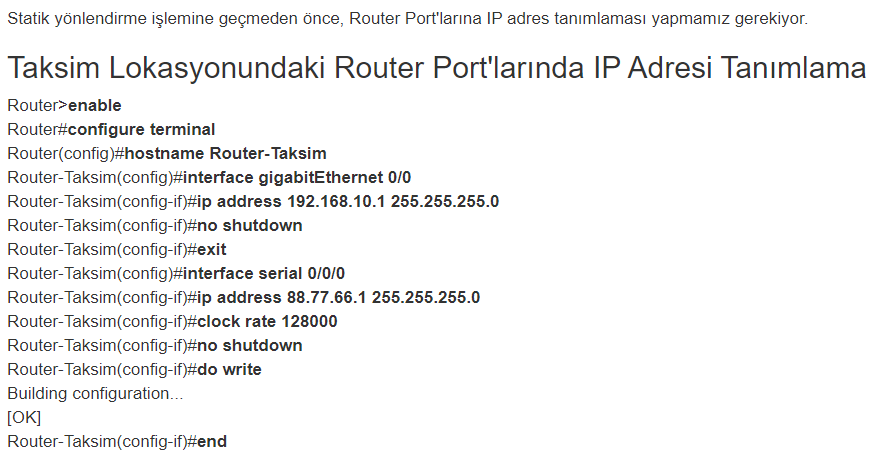 Statik yönlendirme işlemine geçmeden önce, Router Port'larına IP adres tanımlaması yapmamız gerekiyor.
Taksim Lokasyonundaki Router Port'larında IP Adresi Tanımlama
Router>enable
Router#configure terminal
Router(config)#hostname Router-Taksim
Router-Taksim(config)#interface gigabitEthernet 0/0
Router-Taksim(config-if)#ip address 192.168.10.1 255.255.255.0
Router-Taksim(config-if)#no shutdown
Router-Taksim(config-if)#exit
Router-Taksim(config)#interface serial 0/0/0
Router-Taksim(config-if)#ip address 88.77.66.1 255.255.255.0
Router-Taksim(config-if)#clock rate 128000
Router-Taksim(config-if)#no shutdown
Router-Taksim(config-if)#do write
Building configuration...
[OK]
Router-Taksim(config-if)#end